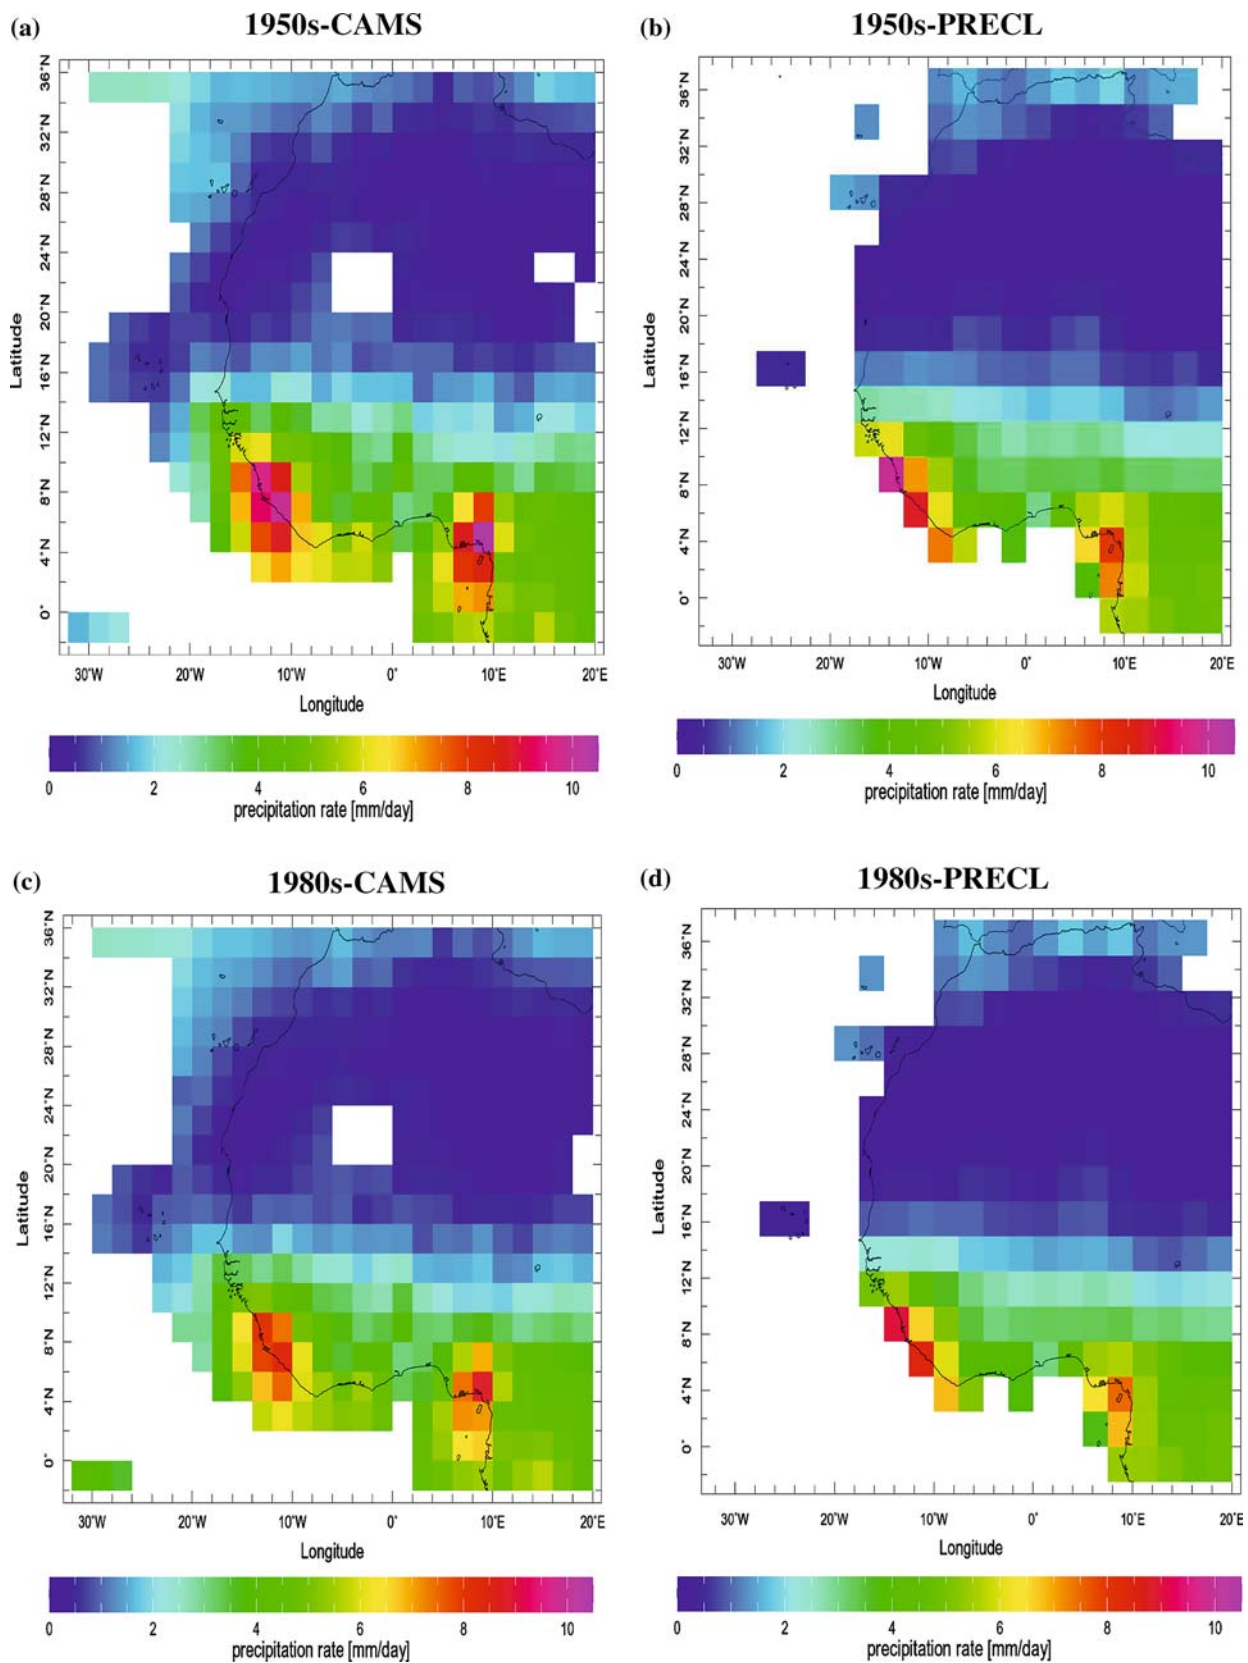 (a)
1950s-CAMS
36°N
32°N
28°N
24°N
20°N
16°N
12°N
8°N
4°N
0°
Latitude
30°W 20°W 10°W 0° 10°E 20°E
Longitude
0 2 4 6 8 10
precipitation rate [mm/day]
(b)
1950s-PRECL
36°N
32°N
28°N
24°N
20°N
16°N
12°N
8°N
4°N
0°
Latitude
30°W 20°W 10°W 0° 10°E 20°E
Longitude
0 2 4 6 8 10
precipitation rate [mm/day]
(c)
1980s-CAMS
36°N
32°N
28°N
24°N
20°N
16°N
12°N
8°N
4°N
0°
Latitude
30°W 20°W 10°W 0° 10°E 20°E
Longitude
0 2 4 6 8 10
precipitation rate [mm/day]
(d)
1980s-PRECL
36°N
32°N
28°N
24°N
20°N
16°N
12°N
8°N
4°N
0°
Latitude
30°W 20°W 10°W 0° 10°E 20°E
Longitude
0 2 4 6 8 10
precipitation rate [mm/day]